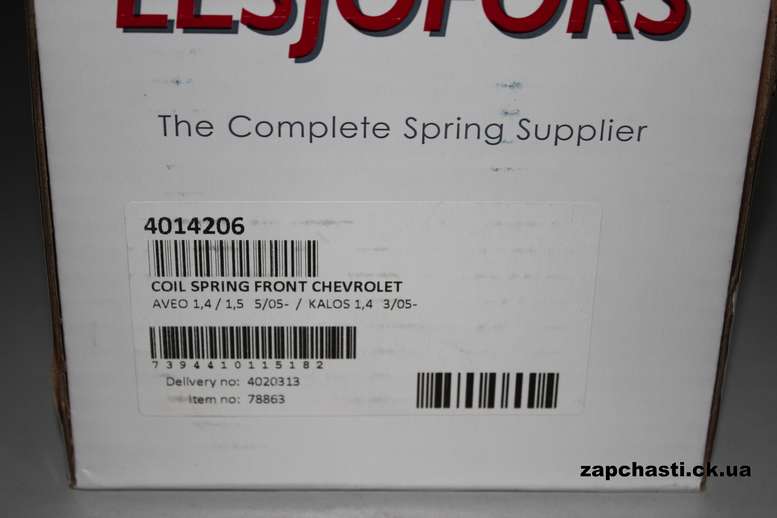 LESJÖFORS
The Complete Spring Supplier
4014206
COIL SPRING FRONT CHEVROLET
AVEO 1,4 / 1,5 5/05- / KALOS 1,4 3/05-
7394410115182
Delivery no: 4020313
Item no: 78863
zapchasti.ck.ua